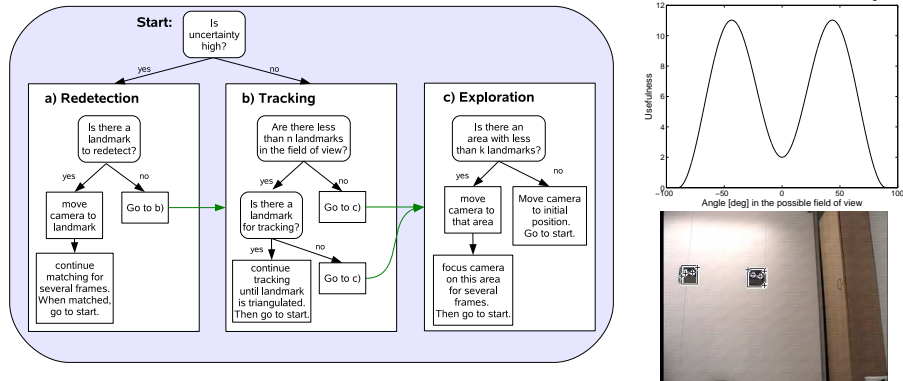 Start:
Is
uncertainty
high?
yes
no
a) Redetection
Is there a
landmark
to redetect?
yes
no
move
camera to
landmark
Go to b)
continue
matching for
several frames.
When matched,
go to start.
b) Tracking
Are there less
than n landmarks
in the field of view?
yes
no
Is there a
landmark
for tracking?
Go to c)
yes
no
continue
tracking
until landmark
is triangulated.
Then go to start.
Go to c)
c) Exploration
Is there an
area with less
than k landmarks?
yes
no
move
camera to
that area
Move camera
to initial
position.
Go to start.
focus camera
on this area
for several
frames.
Then go to start.
12
10
8
6
4
2
0
Usefulness
−100
−50
0
50
100
Angle [deg] in the possible field of view